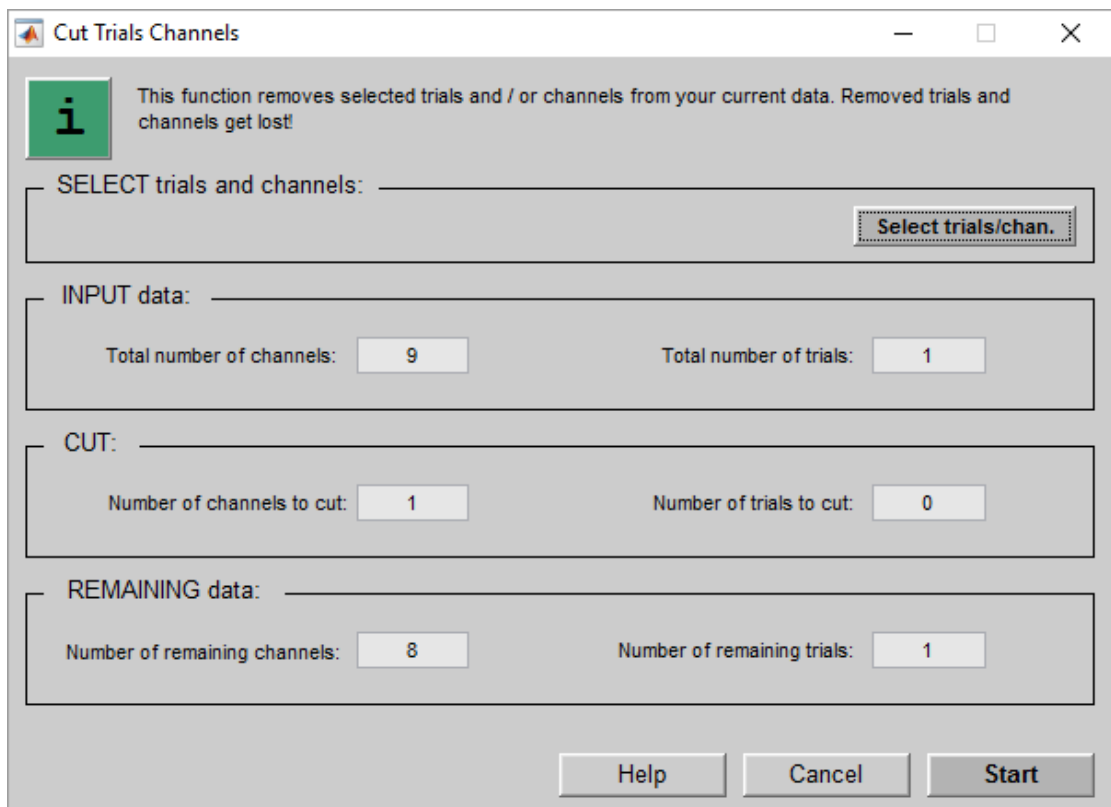 Cut Trials Channels
i
This function removes selected trials and / or channels from your current data. Removed trials and
channels get lost!
SELECT trials and channels:
Select trials/chan.
INPUT data:
Total number of channels: 9 Total number of trials: 1
CUT:
Number of channels to cut: 1 Number of trials to cut: 0
REMAINING data:
Number of remaining channels: 8 Number of remaining trials: 1
Help Cancel Start